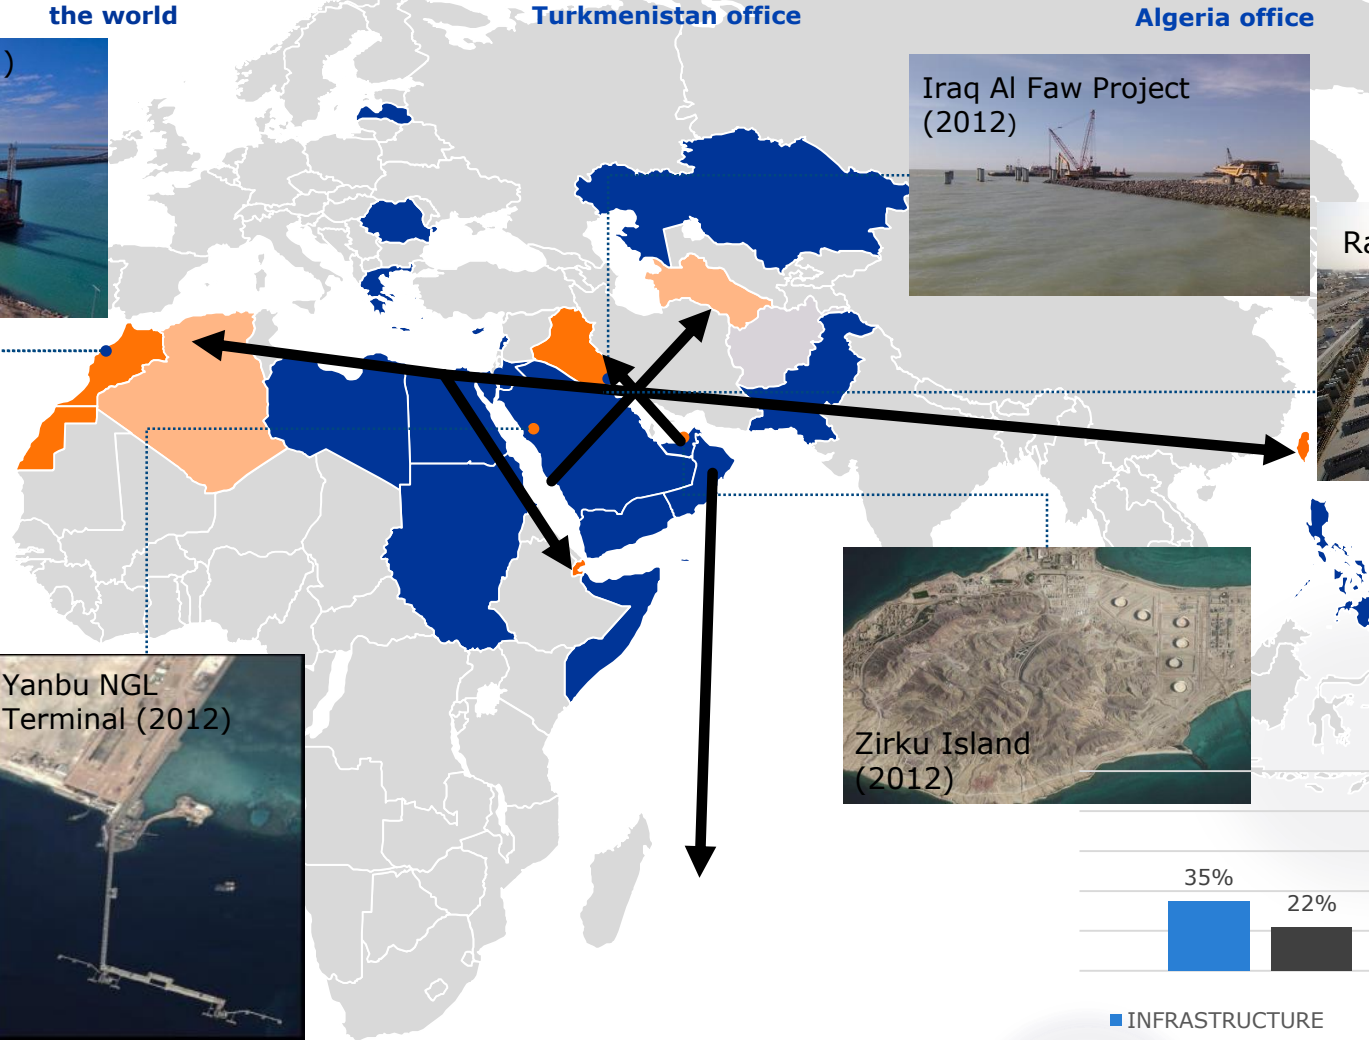 the world
Turkmenistan office
Algeria office
)
Iraq Al Faw Project
(2012)
Ra
Yanbu NGL
Terminal (2012)
Zirku Island
(2012)
35%
22%
INFRASTRUCTURE